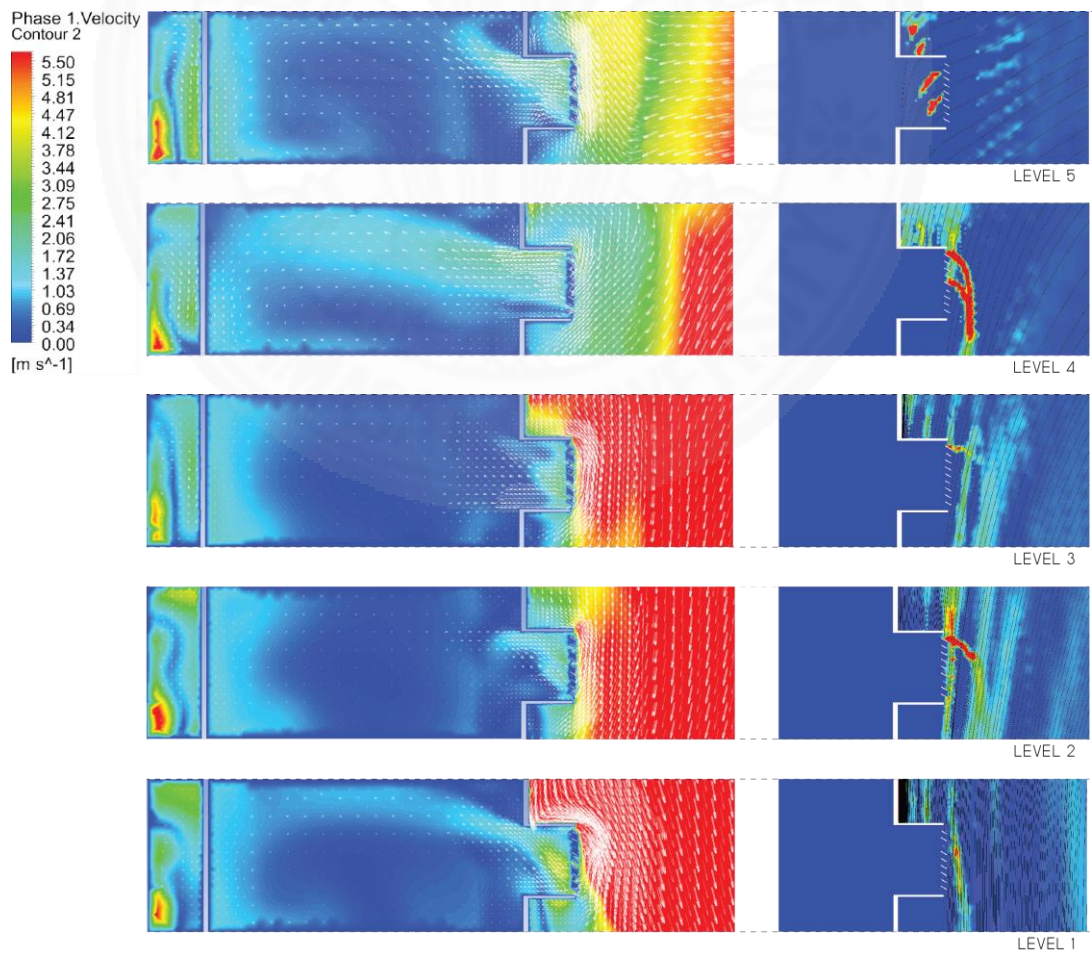 Phase 1.Velocity
Contour 2
5.50
5.15
4.81
4.47
4.12
3.78
3.44
3.09
2.75
2.41
2.06
1.72
1.37
1.03
0.69
0.34
0.00
[m s^-1]
LEVEL 5
LEVEL 4
LEVEL 3
LEVEL 2
LEVEL 1